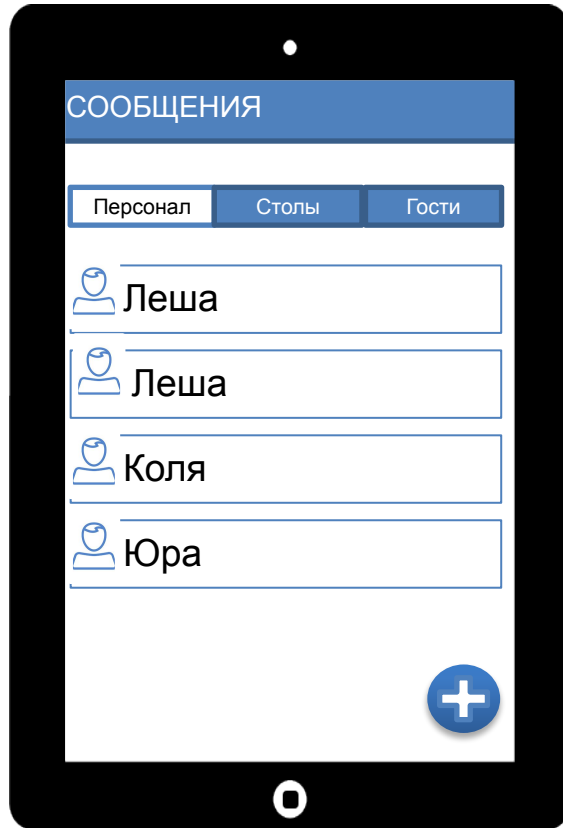 СООБЩЕНИЯ
Персонал Столы Гости
Леша
Леша
Коля
Юра